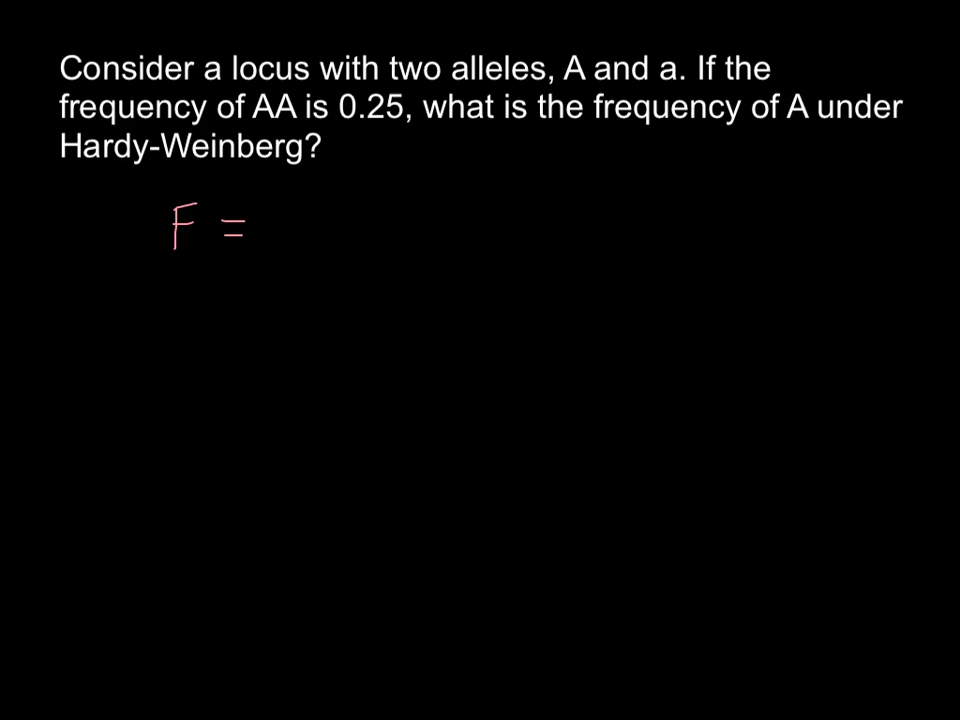 Consider a locus with two alleles, A and a. If the
frequency of AA is 0.25, what is the frequency of A under
Hardy-Weinberg?
F =